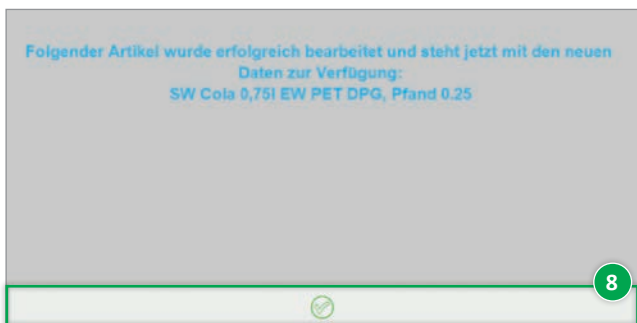 Folgender Artikel wurde erfolgreich bearbeitet und steht jetzt mit den neuen
Daten zur Verfügung:
SW Cola 0,75l EW PET DPG, Pfand 0.25
8